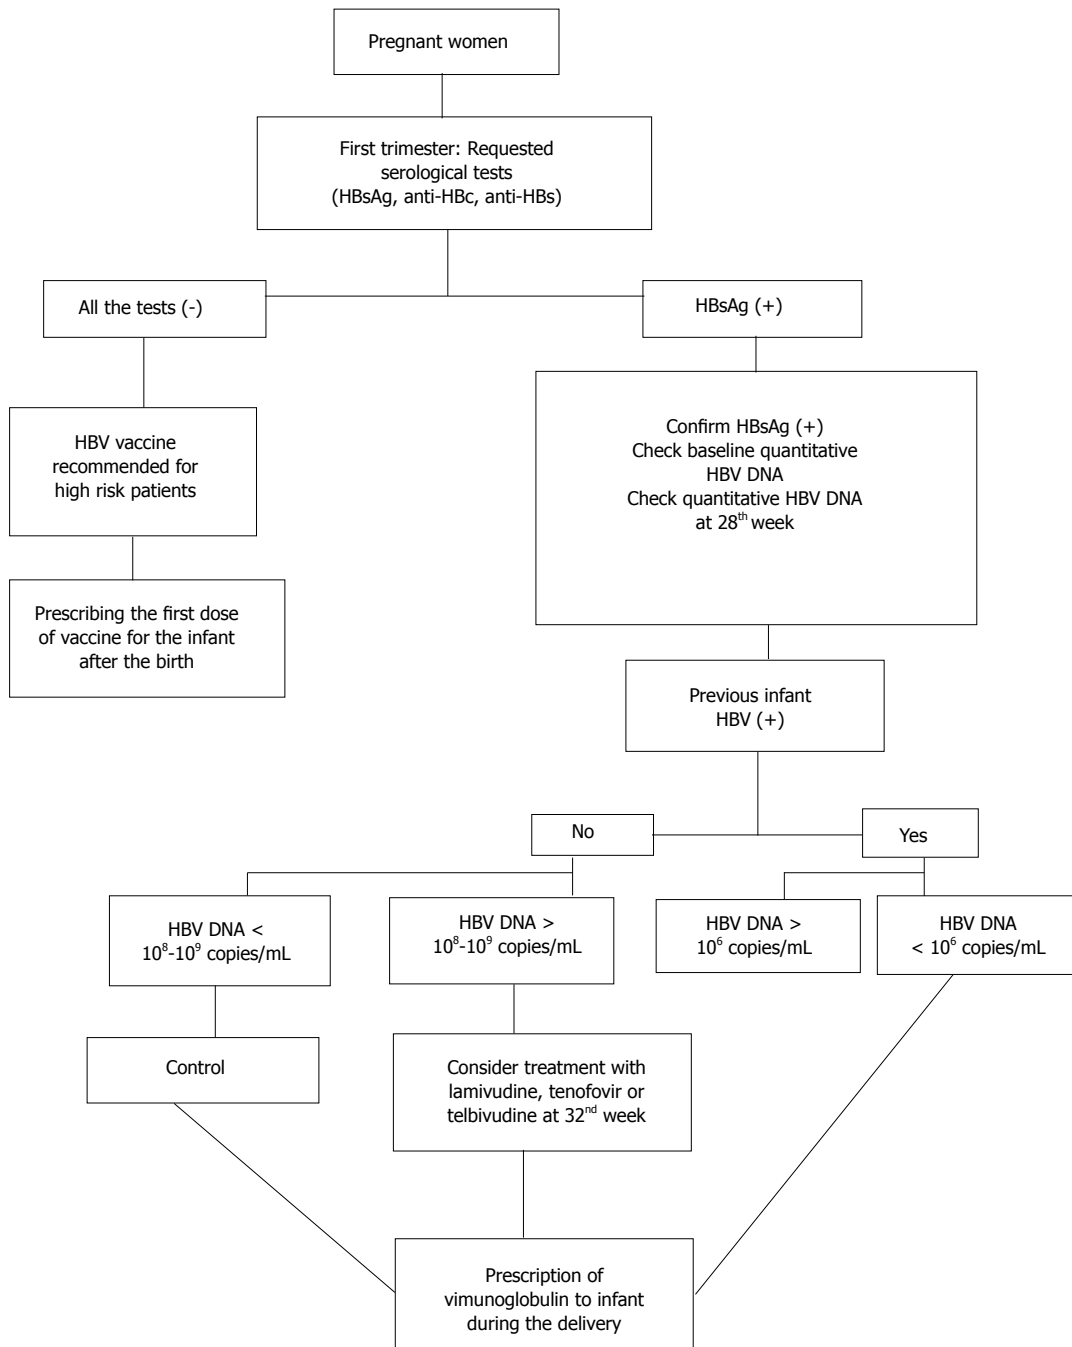 Pregnant women
First trimester: Requested
serological tests
(HBsAg, anti-HBc, anti-HBs)
All the tests (-)
HBsAg (+)
HBV vaccine
recommended for
high risk patients
Confirm HBsAg (+)
Check baseline quantitative
HBV DNA
Check quantitative HBV DNA
at 28th week
Prescribing the first dose
of vaccine for the infant
after the birth
Previous infant
HBV (+)
No
Yes
HBV DNA <
10⁸-10⁹ copies/mL
HBV DNA >
10⁸-10⁹ copies/mL
HBV DNA >
10⁶ copies/mL
HBV DNA
< 10⁶ copies/mL
Control
Consider treatment with
lamivudine, tenofovir or
telbivudine at 32nd week
Prescription of
vimunoglobulin to infant
during the delivery